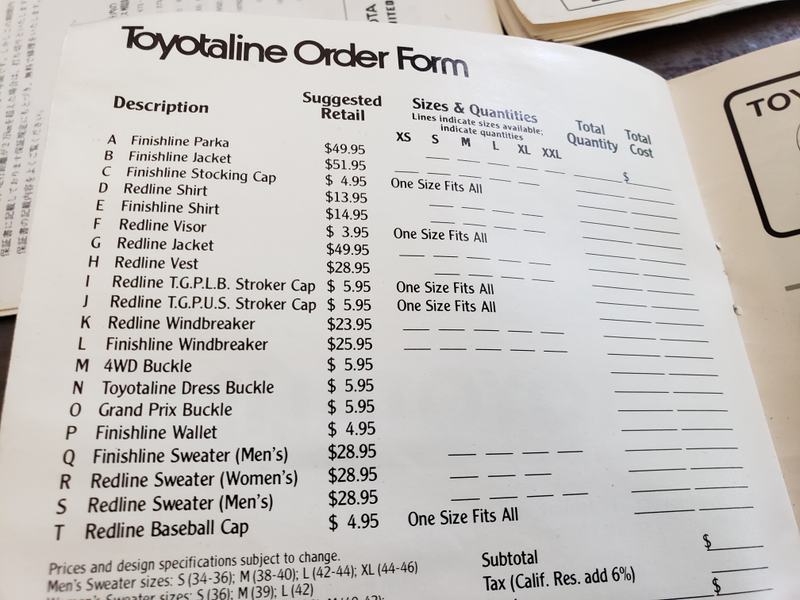 Toyotaline Order Form
Description Suggested Retail Sizes & Quantities
Lines indicate sizes available;
indicate quantities
XS S M L XL XXL Total Quantity Total Cost
A Finishline Parka $49.95 $
B Finishline Jacket $51.95
C Finishline Stocking Cap $ 4.95 One Size Fits All
D Redline Shirt $13.95
E Finishline Shirt $14.95
F Redline Visor $ 3.95 One Size Fits All
G Redline Jacket $49.95
H Redline Vest $28.95
I Redline T.G.P.L.B. Stroker Cap $ 5.95 One Size Fits All
J Redline T.G.P.U.S. Stroker Cap $ 5.95 One Size Fits All
K Redline Windbreaker $23.95
L Finishline Windbreaker $25.95
M 4WD Buckle $ 5.95
N Toyotaline Dress Buckle $ 5.95
O Grand Prix Buckle $ 5.95
P Finishline Wallet $ 4.95
Q Finishline Sweater (Men's) $28.95
R Redline Sweater (Women's) $28.95
S Redline Sweater (Men's) $28.95
T Redline Baseball Cap $ 4.95 One Size Fits All
Prices and design specifications subject to change.
Men's Sweater sizes: S (34-36); M (38-40); L (42-44); XL (44-46)
Women's Sweater sizes: S (36); M (39); L (42)
Subtotal $
Tax (Calif. Res. add 6%) $
TOY